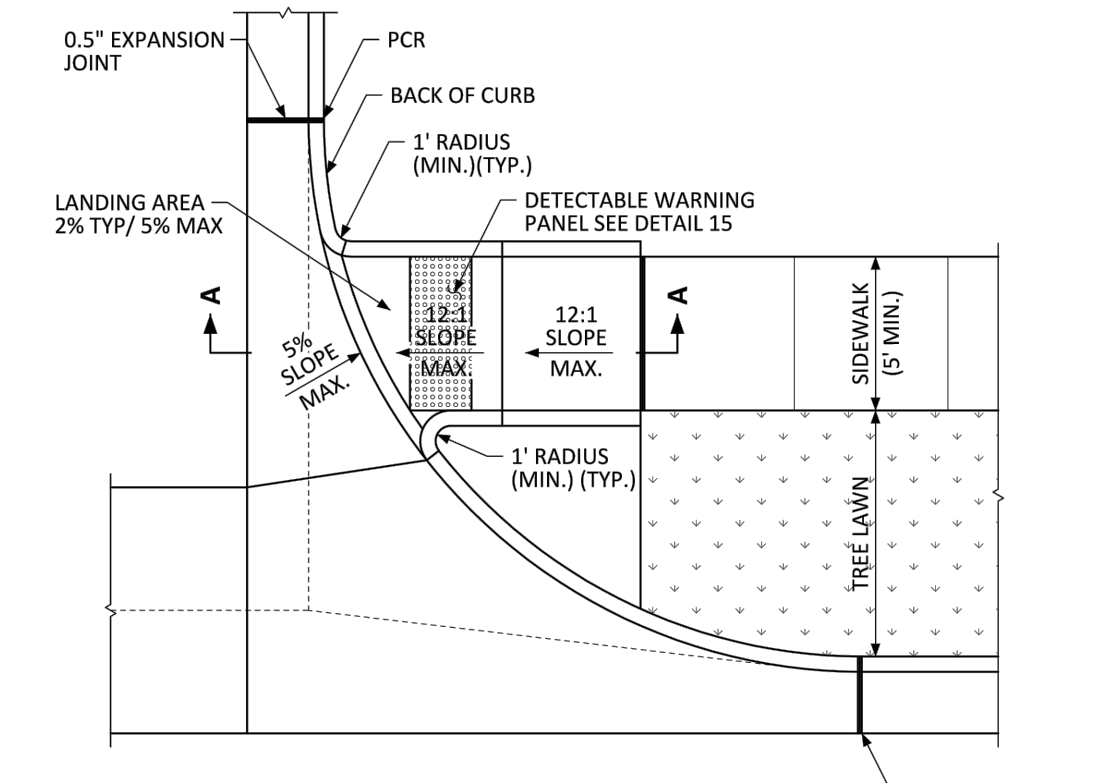 0.5" EXPANSION
JOINT
PCR
BACK OF CURB
1' RADIUS
(MIN.)(TYP.)
LANDING AREA
2% TYP/ 5% MAX
DETECTABLE WARNING
PANEL SEE DETAIL 15
A
A
12:1
SLOPE
MAX.
12:1
SLOPE
MAX.
5%
SLOPE
MAX.
SIDEWALK
(5' MIN.)
1' RADIUS
(MIN.) (TYP.)
TREE LAWN